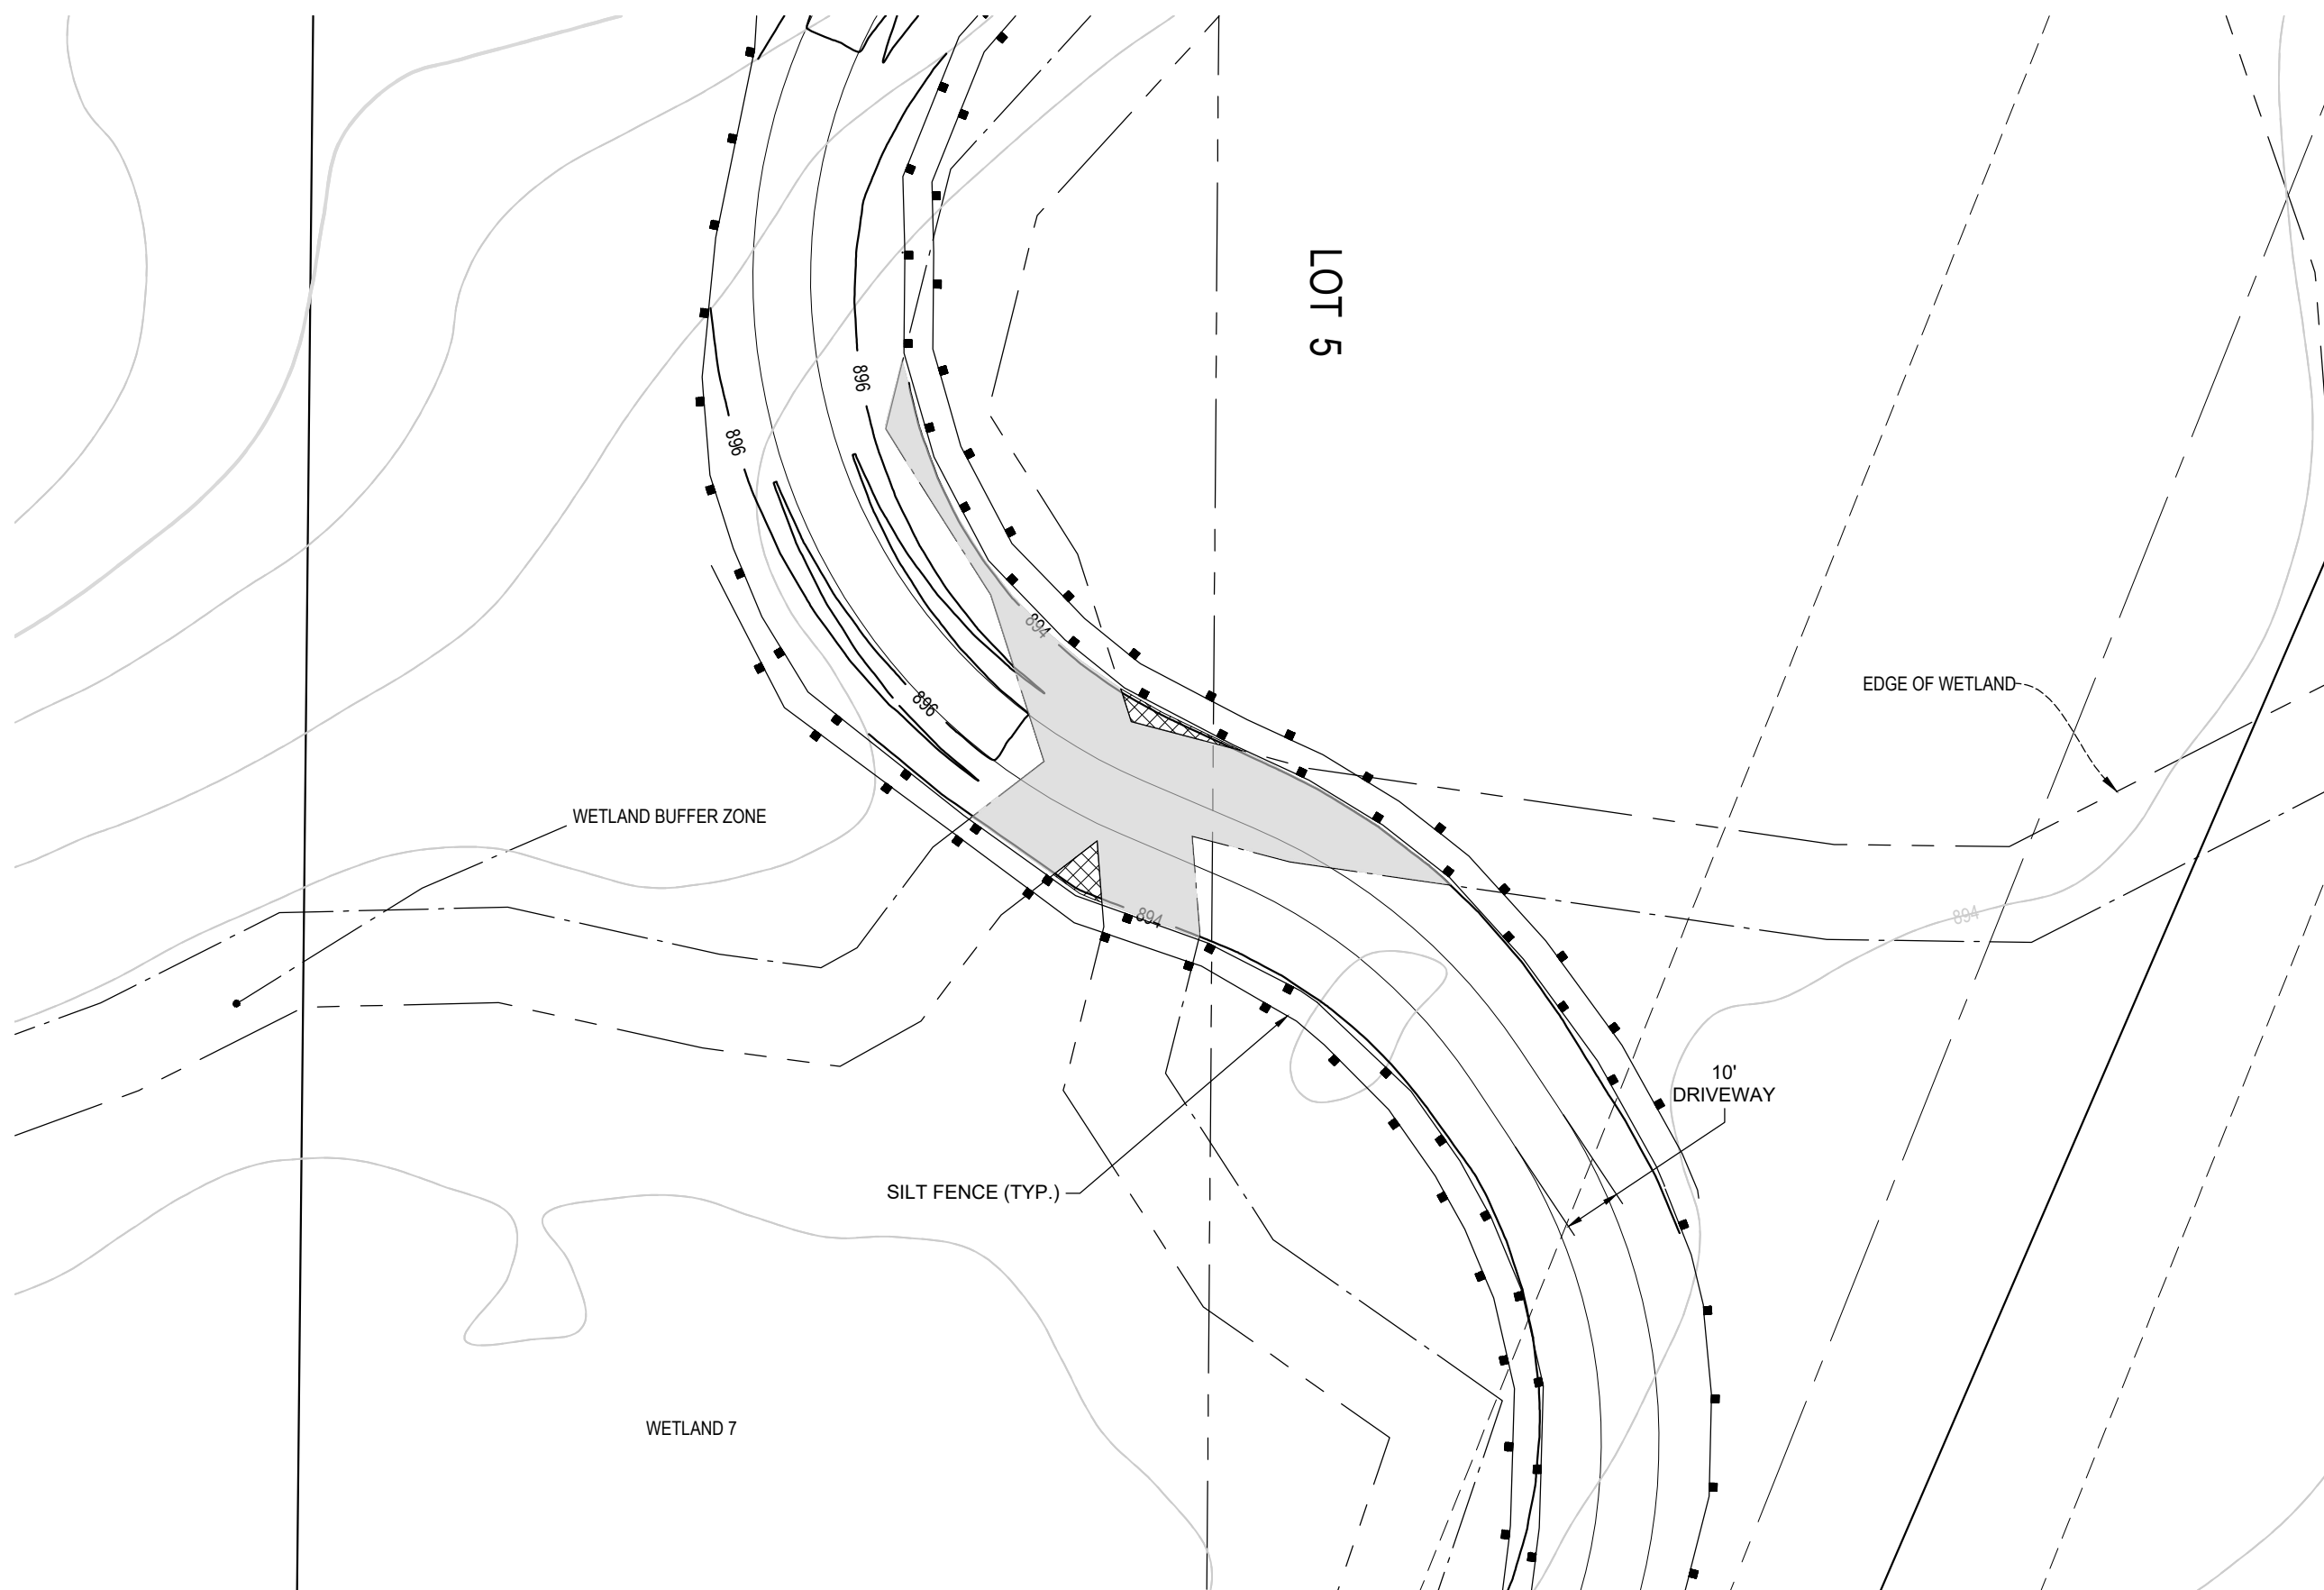 LOT 5
896
896
894
EDGE OF WETLAND
896
WETLAND BUFFER ZONE
894
894
10'
DRIVEWAY
SILT FENCE (TYP.)
WETLAND 7